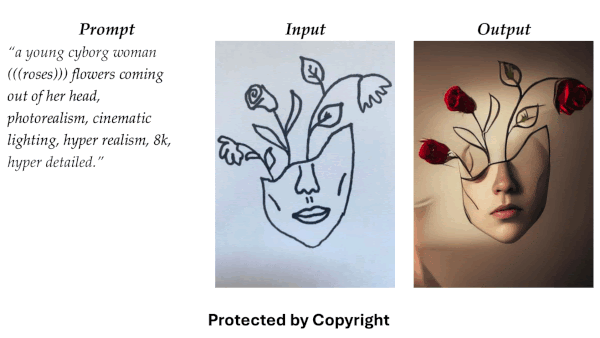 Prompt
Input
Output
“a young cyborg woman
(((roses))) flowers coming
out of her head,
photorealism, cinematic
lighting, hyper realism, 8k,
hyper detailed.”
Protected by Copyright